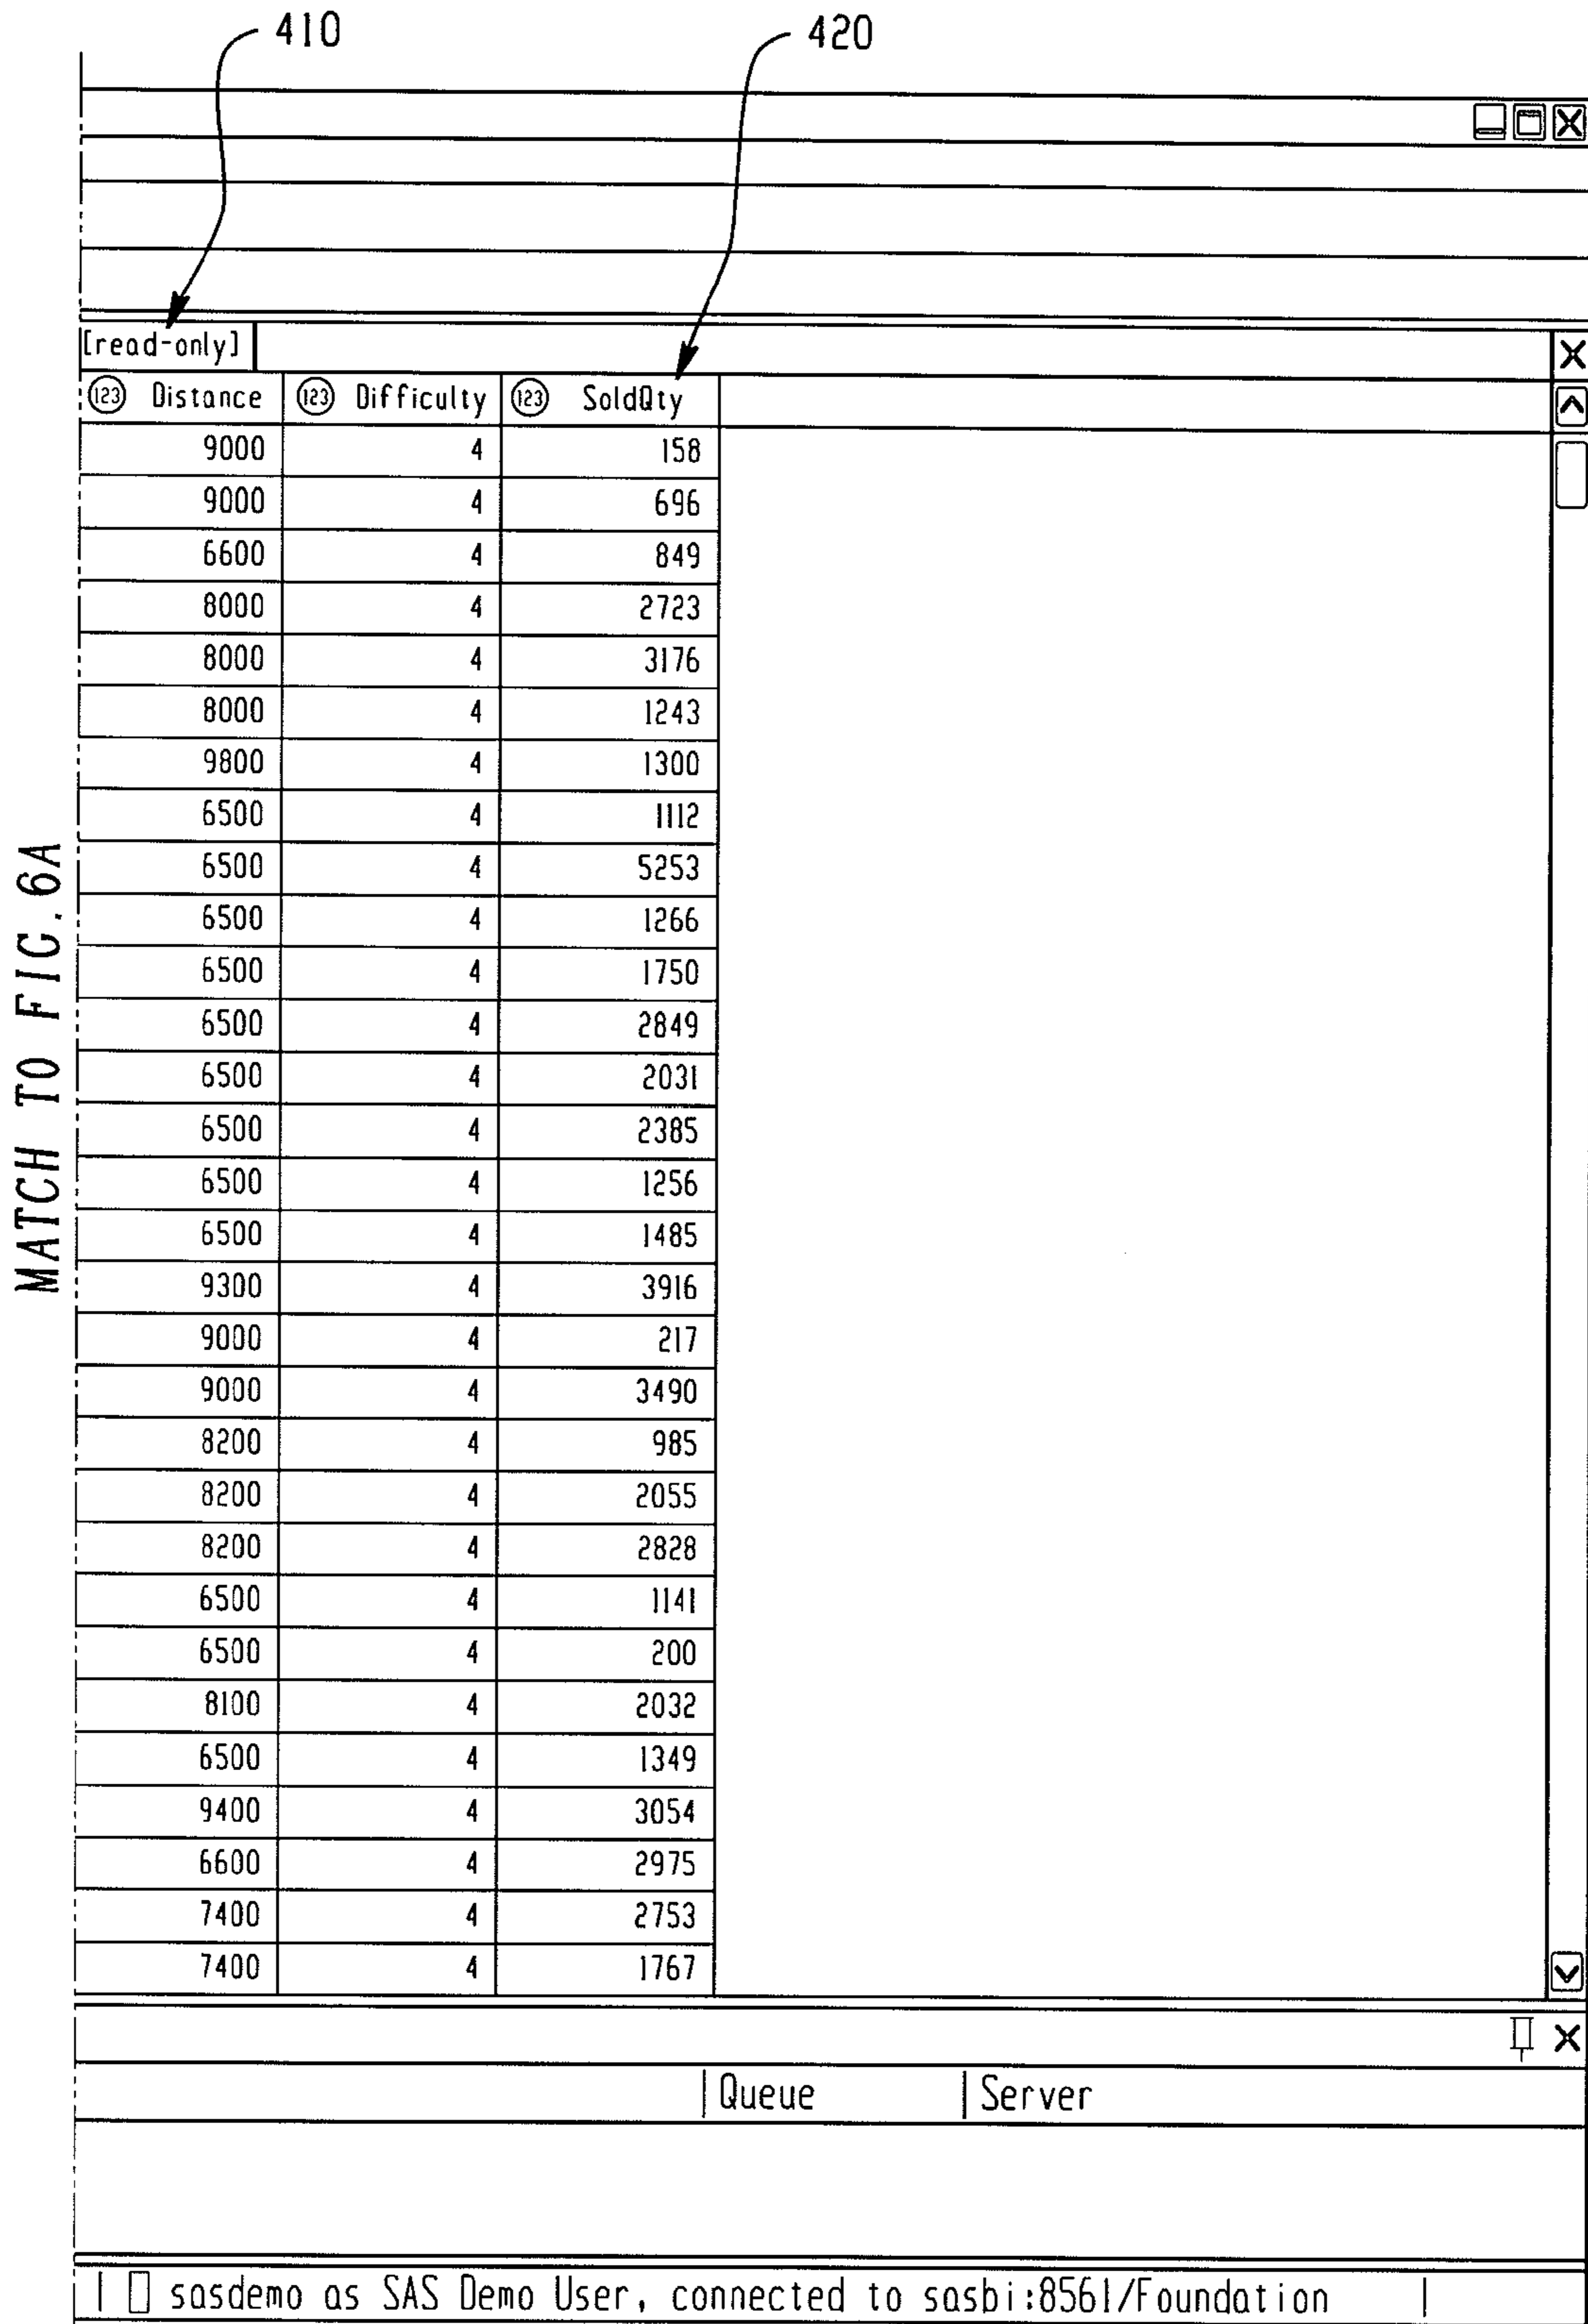 410 420
[read-only]
123 Distance 123 Difficulty 123 SoldQty
9000 4 158
9000 4 696
6600 4 849
8000 4 2723
8000 4 3176
8000 4 1243
9800 4 1300
6500 4 1112
6500 4 5253
6500 4 1266
6500 4 1750
6500 4 2849
6500 4 2031
6500 4 2385
6500 4 1256
6500 4 1485
9300 4 3916
9000 4 217
9000 4 3490
8200 4 985
8200 4 2055
8200 4 2828
6500 4 1141
6500 4 200
8100 4 2032
6500 4 1349
9400 4 3054
6600 4 2975
7400 4 2753
7400 4 1767
MATCH TO FIG. 6A
Queue Server
sasdemo as SAS Demo User, connected to sasbi:8561/Foundation